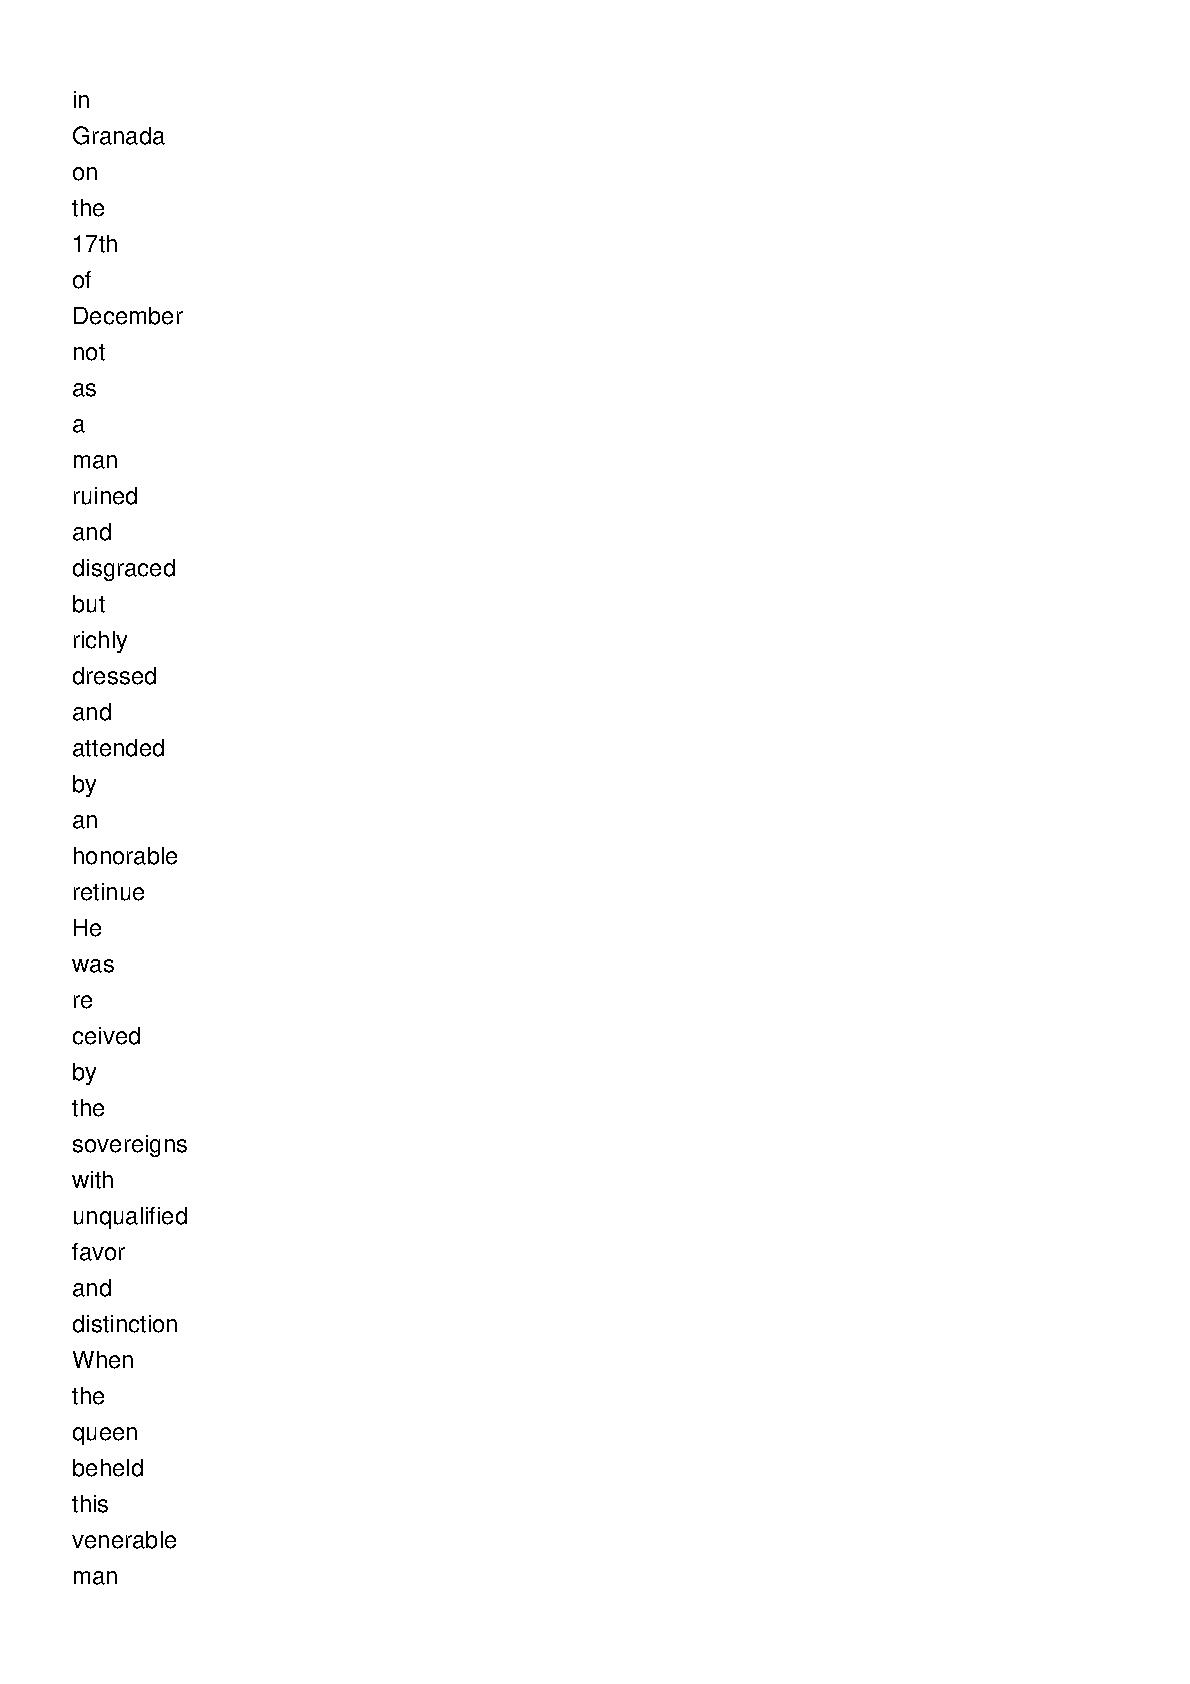 in
Granada
on
the
17th
of
December
not
as
a
man
ruined
and
disgraced
but
richly
dressed
and
attended
by
an
honorable
retinue
He
was
re
ceived
by
the
sovereigns
with
unqualified
favor
and
distinction
When
the
queen
beheld
this
venerable
man